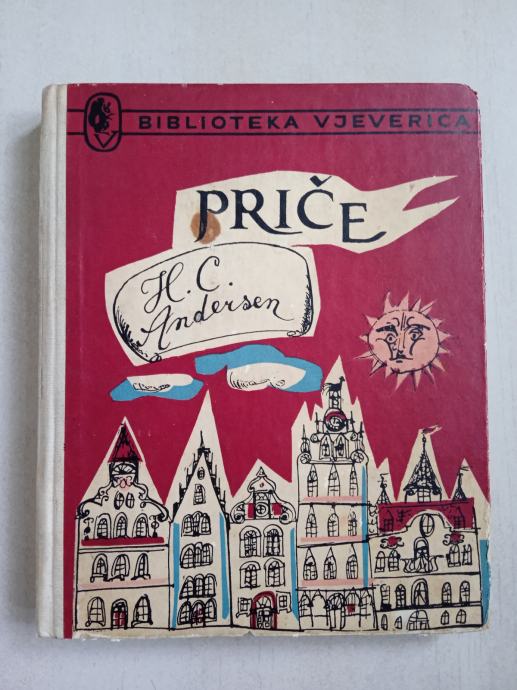 BIBLIOTEKA VJEVERICA
PRIČE
H. C.
Andersen